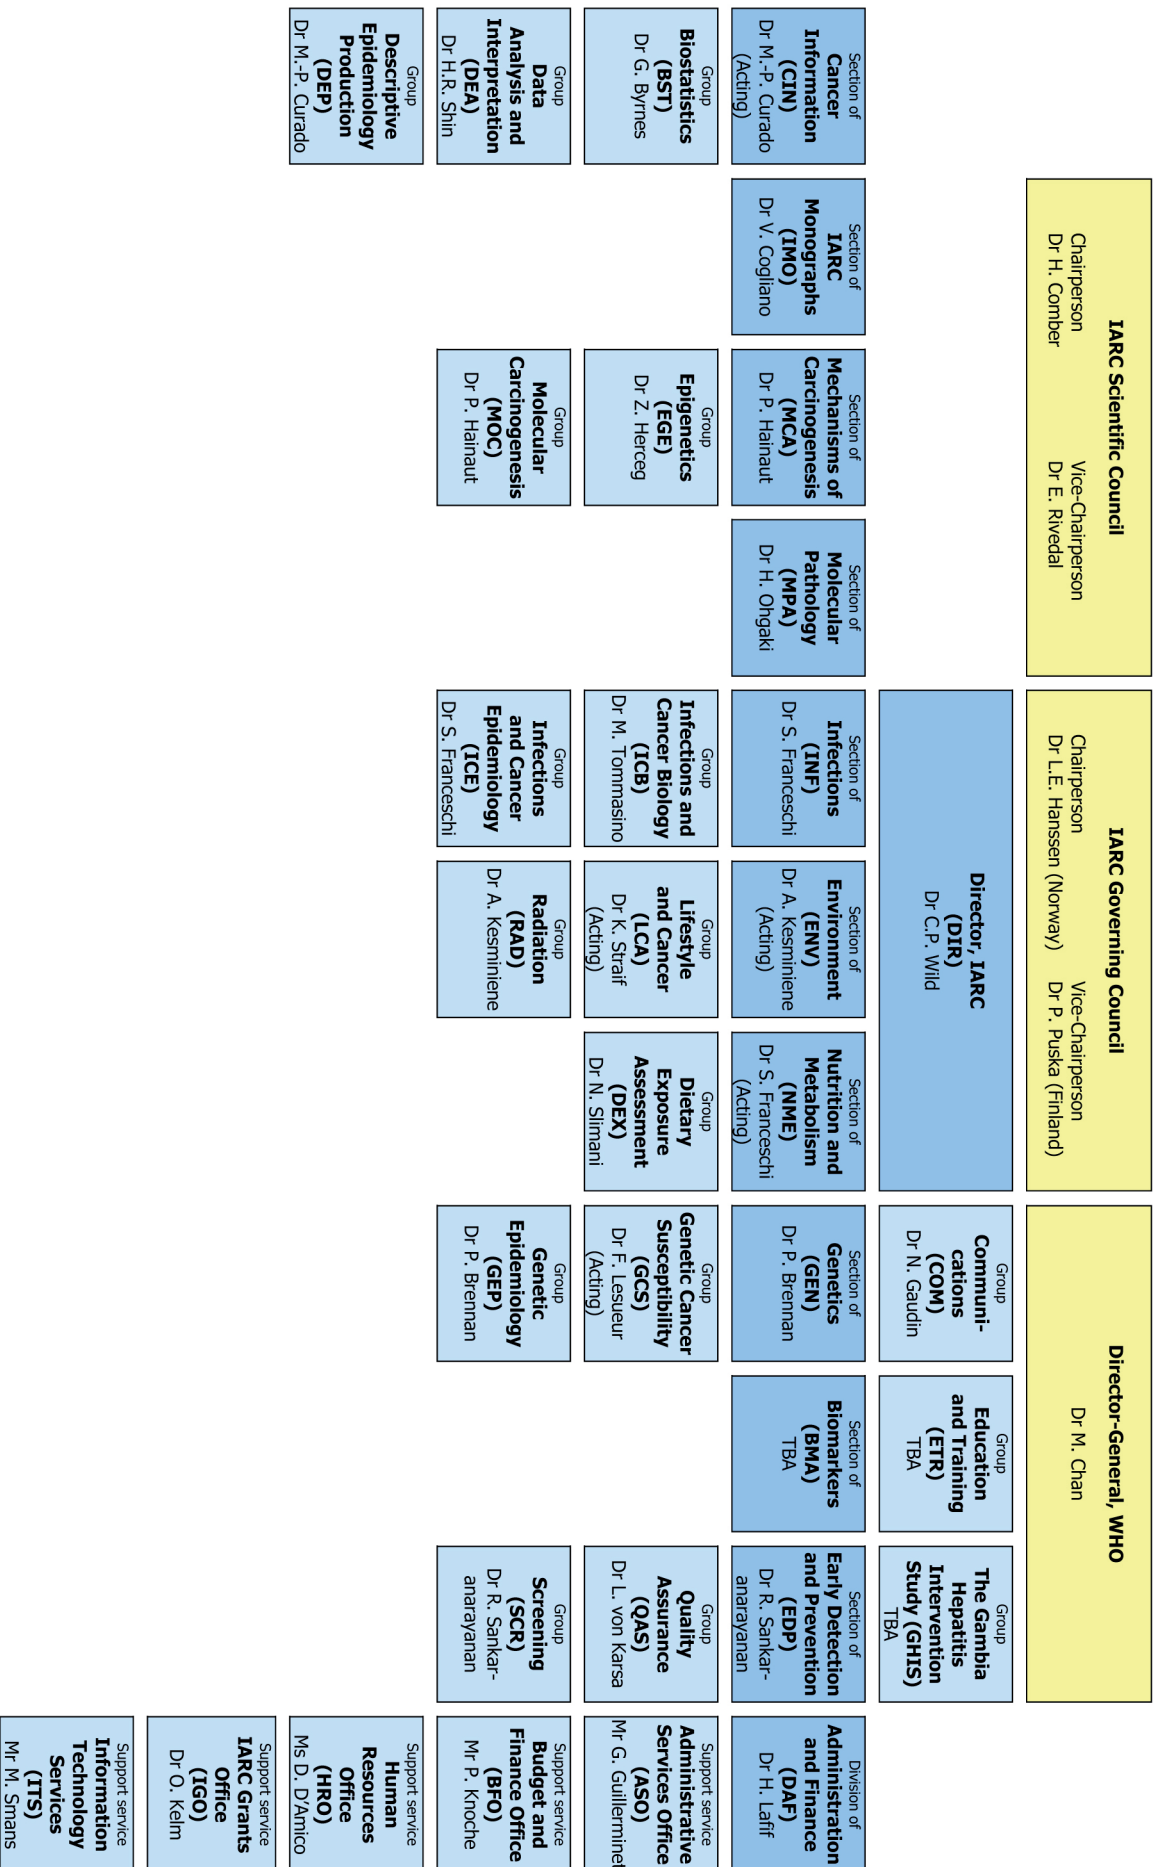 IARC Scientific Council
Chairperson
Dr H. Comber
Vice-Chairperson
Dr E. Rivedal
IARC Governing Council
Chairperson
Dr L.E. Hanssen (Norway)
Vice-Chairperson
Dr P. Puska (Finland)
Director-General, WHO
Dr M. Chan
Director, IARC
(DIR)
Dr C.P. Wild
Group
Communi-
cations
(COM)
Dr N. Gaudin
Group
Education
and Training
(ETR)
TBA
Group
The Gambia
Hepatitis
Intervention
Study (GHIS)
TBA
Section of
Cancer
Information
(CIN)
Dr M.-P. Curado
(Acting)
Section of
IARC
Monographs
(IMO)
Dr V. Cogliano
Section of
Mechanisms of
Carcinogenesis
(MCA)
Dr P. Hainaut
Section of
Molecular
Pathology
(MPA)
Dr H. Ohgaki
Section of
Infections
(INF)
Dr S. Franceschi
Section of
Environment
(ENV)
Dr A. Kesminiene
(Acting)
Section of
Nutrition and
Metabolism
(NME)
Dr S. Franceschi
(Acting)
Section of
Genetics
(GEN)
Dr P. Brennan
Section of
Biomarkers
(BMA)
TBA
Section of
Early Detection
and Prevention
(EDP)
Dr R. Sankar-
anarayanan
Division of
Administration
and Finance
(DAF)
Dr H. Lafif
Group
Biostatistics
(BST)
Dr G. Byrnes
Group
Epigenetics
(EGE)
Dr Z. Herceg
Group
Infections and
Cancer Biology
(ICB)
Dr M. Tommasino
Group
Lifestyle
and Cancer
(LCA)
Dr K. Straif
(Acting)
Group
Dietary
Exposure
Assessment
(DEX)
Dr N. Slimani
Group
Genetic Cancer
Susceptibility
(GCS)
Dr F. Lesueur
(Acting)
Group
Quality
Assurance
(QAS)
Dr L. von Karsa
Support service
Administrative
Services Office
(ASO)
Mr G. Guillerminet
Group
Data
Analysis and
Interpretation
(DEA)
Dr H.R. Shin
Group
Molecular
Carcinogenesis
(MOC)
Dr P. Hainaut
Group
Infections
and Cancer
Epidemiology
(ICE)
Dr S. Franceschi
Group
Radiation
(RAD)
Dr A. Kesminiene
Group
Genetic
Epidemiology
(GEP)
Dr P. Brennan
Group
Screening
(SCR)
Dr R. Sankar-
anarayanan
Support service
Budget and
Finance Office
(BFO)
Mr P. Knoche
Group
Descriptive
Epidemiology
Production
(DEP)
Dr M.-P. Curado
Support service
Human
Resources
Office
(HRO)
Ms D. D'Amico
Support service
IARC Grants
Office
(IGO)
Dr O. Kelm
Support service
Information
Technology
Services
(ITS)
Mr M. Smans